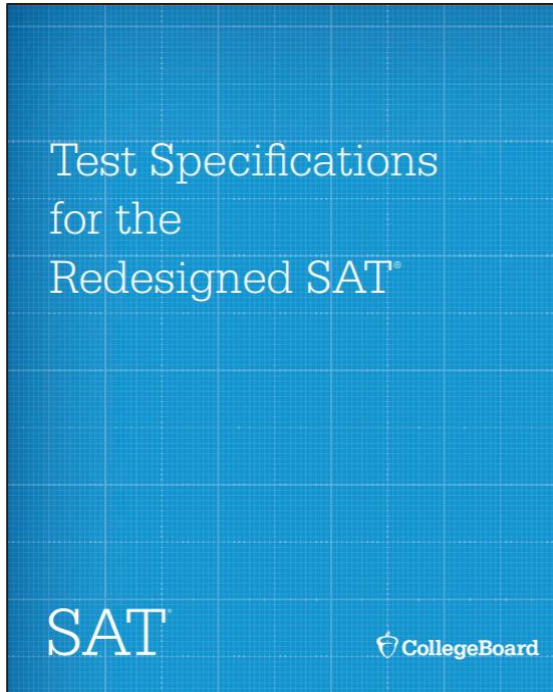 Test Specifications
for the
Redesigned SAT®
SAT®
CollegeBoard